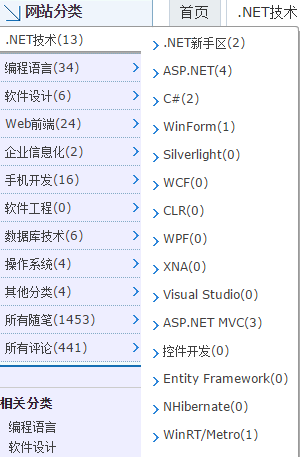 网站分类
首页
.NET技术
.NET技术(13)
编程语言(34)
软件设计(6)
Web前端(24)
企业信息化(2)
手机开发(16)
软件工程(0)
数据库技术(6)
操作系统(4)
其他分类(4)
所有随笔(1453)
所有评论(441)
相关分类
编程语言
软件设计
.NET新手区(2)
ASP.NET(4)
C#(2)
WinForm(1)
Silverlight(0)
WCF(0)
CLR(0)
WPF(0)
XNA(0)
Visual Studio(0)
ASP.NET MVC(3)
控件开发(0)
Entity Framework(0)
NHibernate(0)
WinRT/Metro(1)